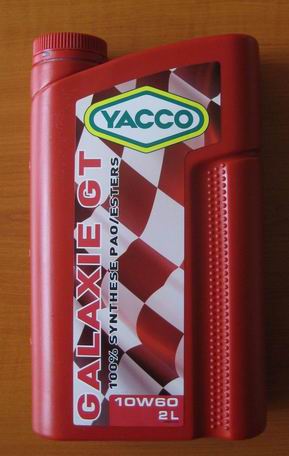 YACCO
GALAXIE GT
100% SYNTHESE PAO/ESTERS
10W60
2L